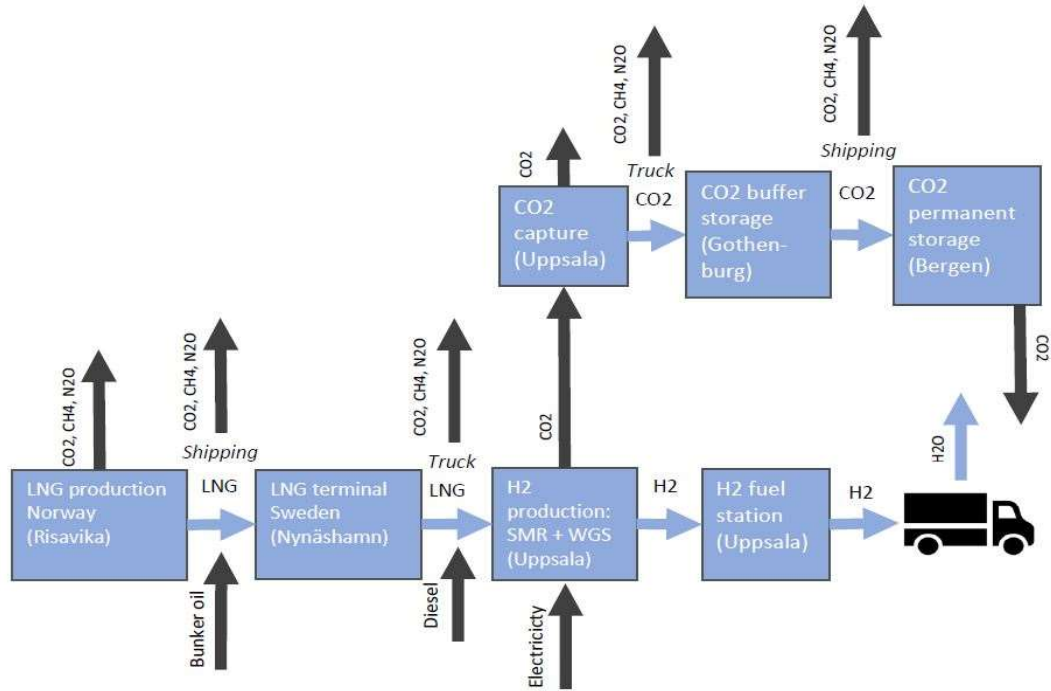 CO2, CH4, N2O
CO2, CH4, N2O
CO2
Truck
CO2
Shipping
CO2
CO2
capture
(Uppsala)
CO2 buffer
storage
(Gothen-
burg)
CO2
permanent
storage
(Bergen)
CO2
CO2, CH4, N2O
CO2, CH4, N2O
CO2, CH4, N2O
CO2
H2O
Shipping
LNG
Truck
LNG
H2
H2
LNG production
Norway
(Risavika)
LNG terminal
Sweden
(Nynäshamn)
H2
production:
SMR + WGS
(Uppsala)
H2 fuel
station
(Uppsala)
Bunker oil
Diesel
Electricicty